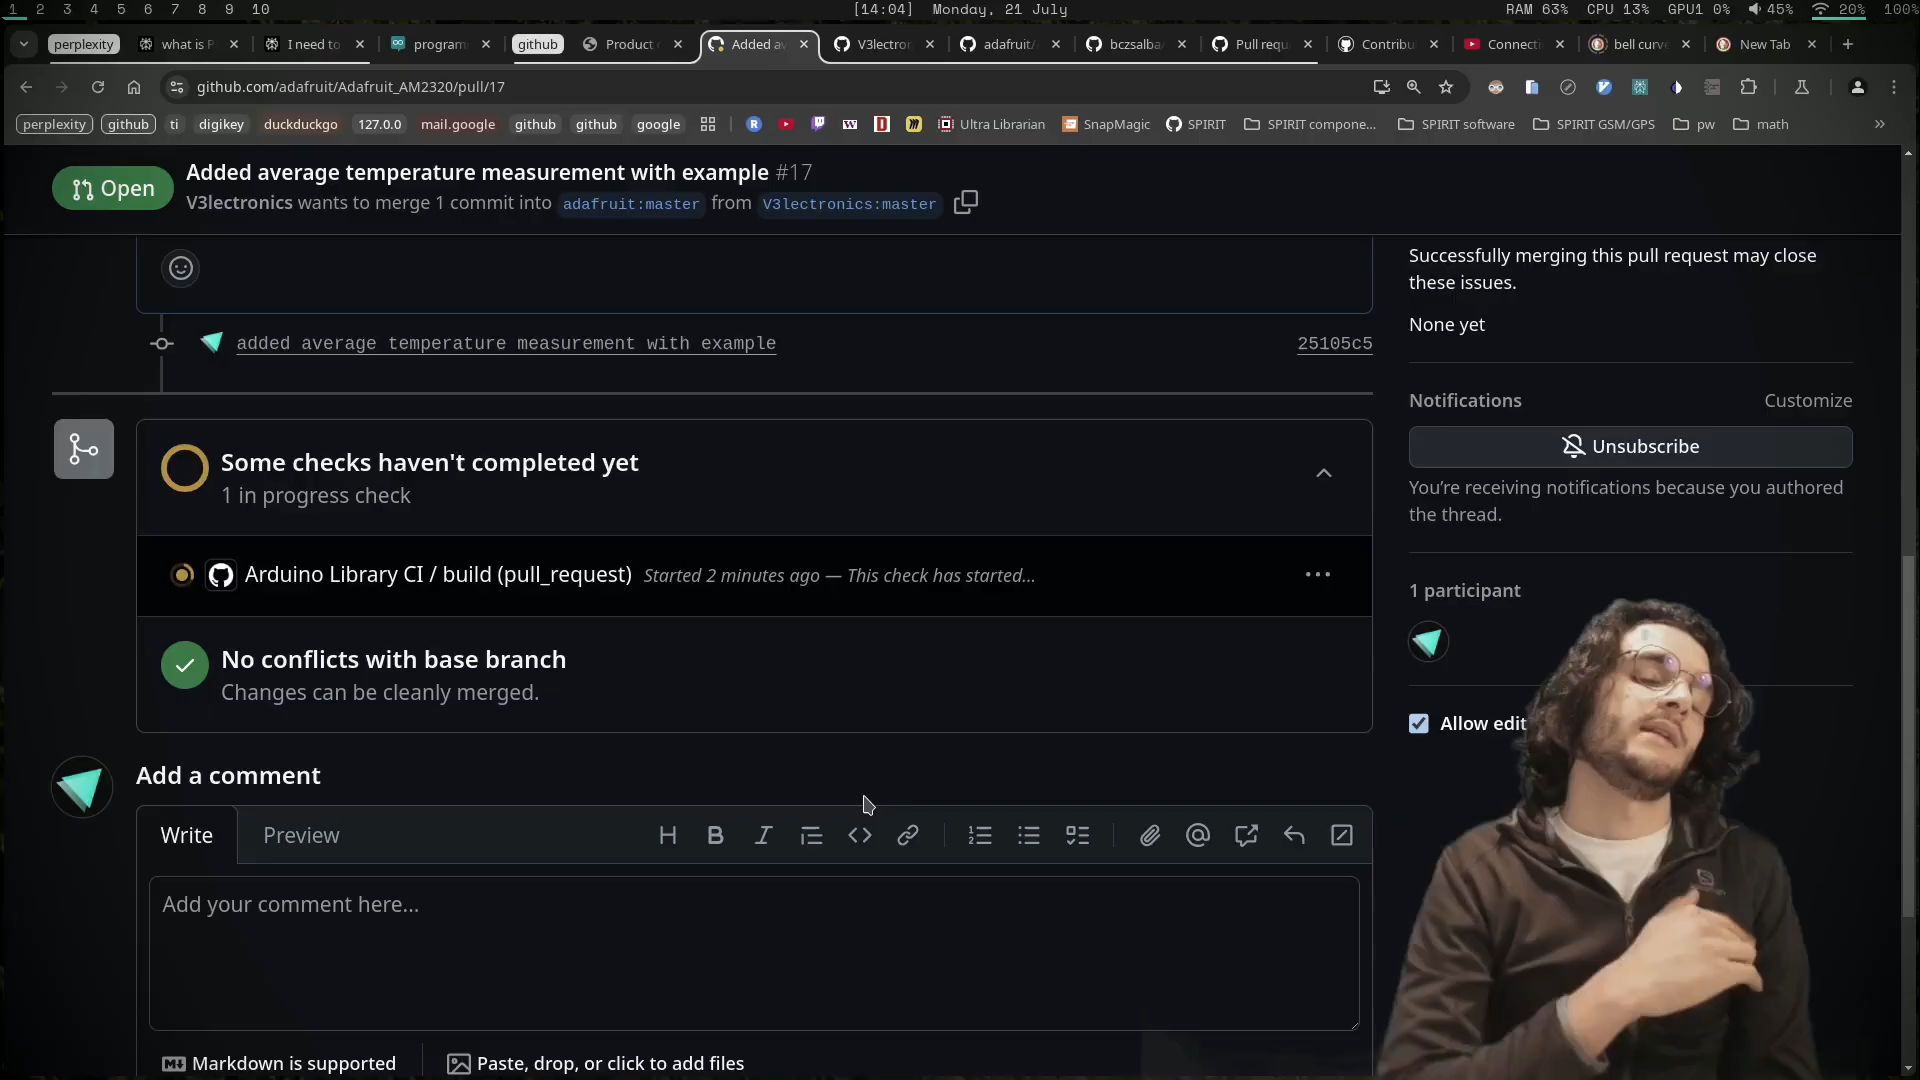 1 2 3 4 5 6 7 8 9 10
[14:04] Monday, 21 July
RAM 63% CPU 13% GPU1 0% 45% 20% 100%
perplexity what is P I need to program github Product Added av V3lectron adafruit/ bczsalba Pull requ Contribu Connecti bell curve New Tab
github.com/adafruit/Adafruit_AM2320/pull/17
perplexity github ti digikey duckduckgo 127.0.0 mail.google github github google Ultra Librarian SnapMagic SPIRIT SPIRIT compone... SPIRIT software SPIRIT GSM/GPS pw math
Open
Added average temperature measurement with example #17
V3lectronics wants to merge 1 commit into adafruit:master from V3lectronics:master
added average temperature measurement with example 25105c5
Some checks haven't completed yet
1 in progress check
Arduino Library CI / build (pull_request) Started 2 minutes ago — This check has started...
No conflicts with base branch
Changes can be cleanly merged.
Add a comment
Write Preview
Add your comment here...
Markdown is supported
Paste, drop, or click to add files
Successfully merging this pull request may close
these issues.
None yet
Notifications Customize
Unsubscribe
You're receiving notifications because you authored
the thread.
1 participant
Allow edit